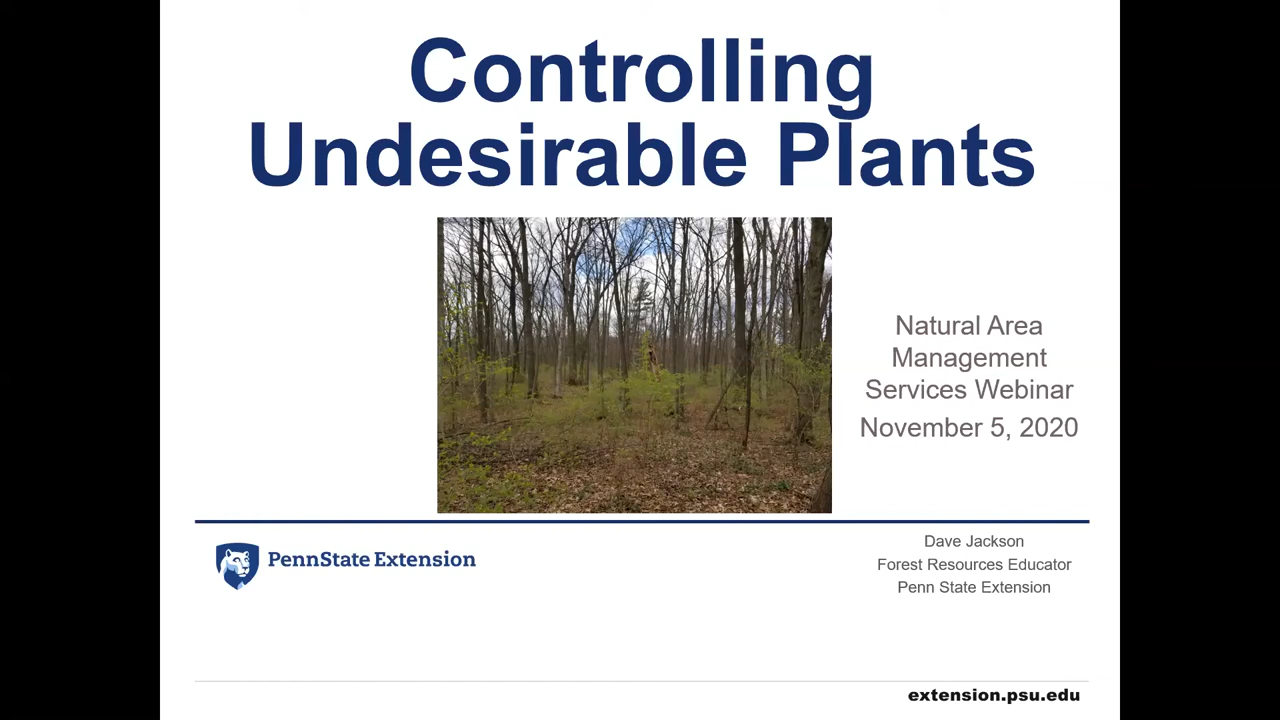 Controlling
Undesirable Plants
Natural Area
Management
Services Webinar
November 5, 2020
PennState Extension
Dave Jackson
Forest Resources Educator
Penn State Extension
extension.psu.edu